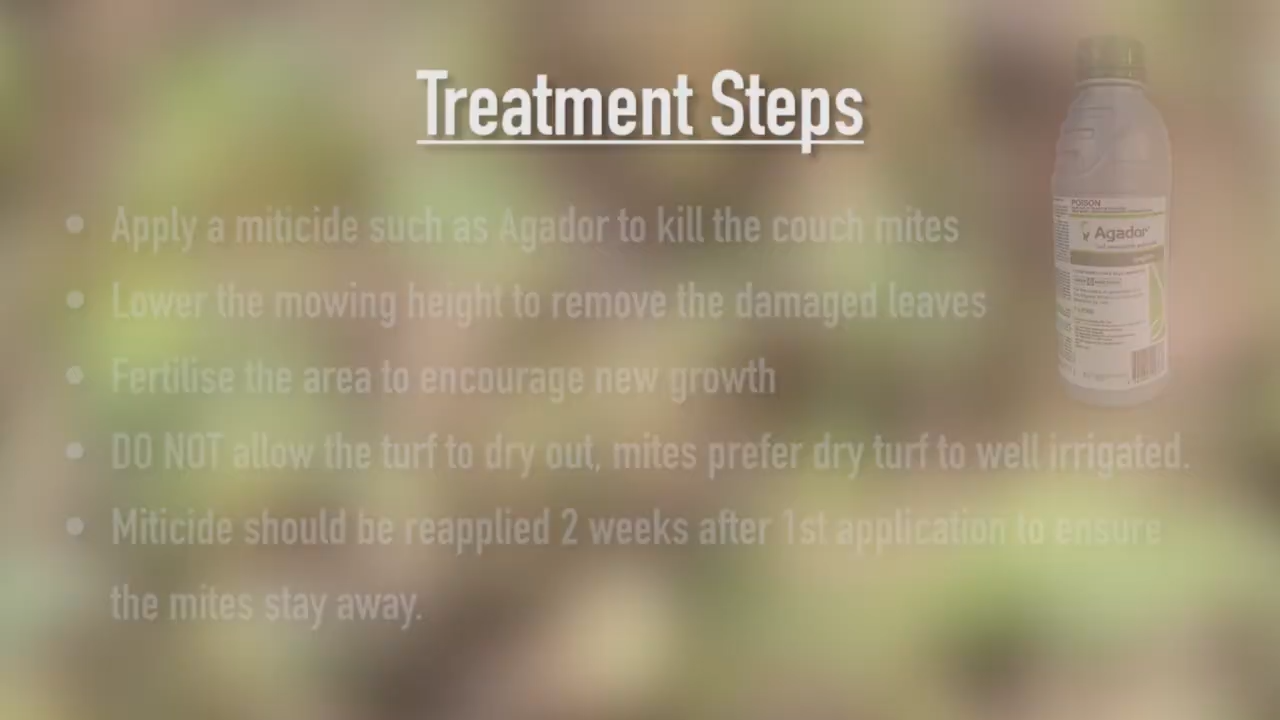 Treatment Steps
• Apply a miticide such as Agador to kill the couch mites
• Lower the mowing height to remove the damaged leaves
• Fertilise the area to encourage new growth
• DO NOT allow the turf to dry out, mites prefer dry turf to well irrigated.
• Miticide should be reapplied 2 weeks after 1st application to ensure
the mites stay away.
POISON
Agador